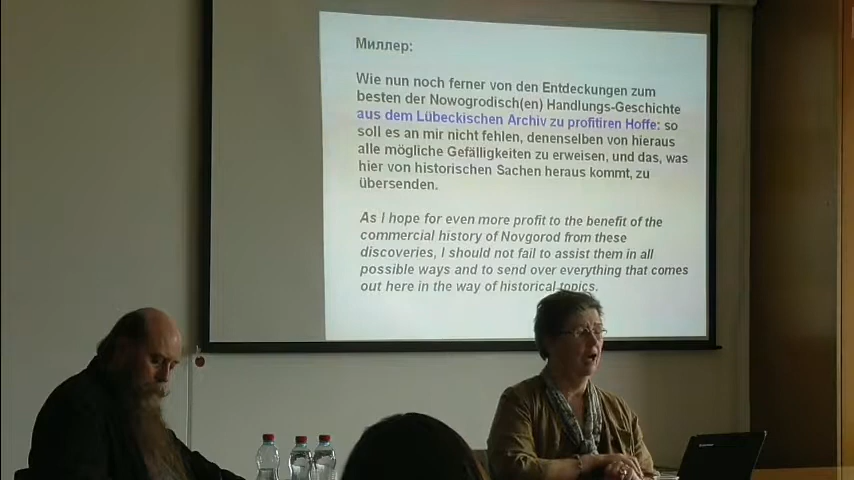 Миллер:
Wie nun noch ferner von den Entdeckungen zum
besten der Nowogrodisch(en) Handlungs-Geschichte
aus dem Lübeckischen Archiv zu profitiren Hoffe: so
soll es an mir nicht fehlen, denenselben von hieraus
alle mögliche Gefälligkeiten zu erweisen, und das, was
hier von historischen Sachen heraus kommt, zu
übersenden.
As I hope for even more profit to the benefit of the
commercial history of Novgorod from these
discoveries, I should not fail to assist them in all
possible ways and to send over everything that comes
out here in the way of historical topics.